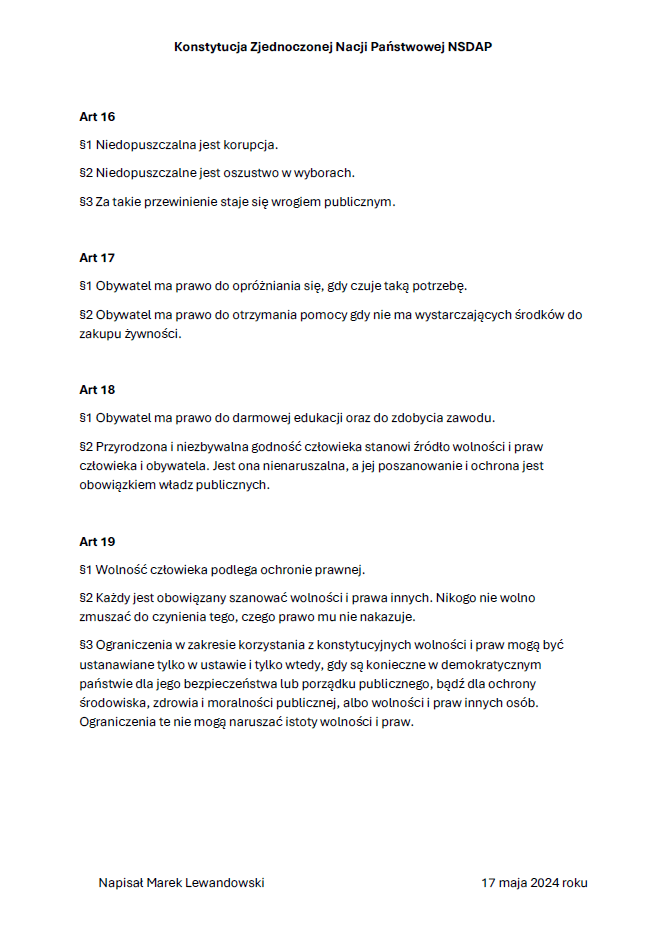 Konstytucja Zjednoczonej Nacji Państwowej NSDAP
Art 16
§1 Niedopuszczalna jest korupcja.
§2 Niedopuszczalne jest oszustwo w wyborach.
§3 Za takie przewinienie staje się wrogiem publicznym.
Art 17
§1 Obywatel ma prawo do opróżniania się, gdy czuje taką potrzebę.
§2 Obywatel ma prawo do otrzymania pomocy gdy nie ma wystarczających środków do
zakupu żywności.
Art 18
§1 Obywatel ma prawo do darmowej edukacji oraz do zdobycia zawodu.
§2 Przyrodzona i niezbywalna godność człowieka stanowi źródło wolności i praw
człowieka i obywatela. Jest ona nienaruszalna, a jej poszanowanie i ochrona jest
obowiązkiem władz publicznych.
Art 19
§1 Wolność człowieka podlega ochronie prawnej.
§2 Każdy jest obowiązany szanować wolności i prawa innych. Nikogo nie wolno
zmuszać do czynienia tego, czego prawo mu nie nakazuje.
§3 Ograniczenia w zakresie korzystania z konstytucyjnych wolności i praw mogą być
ustanawiane tylko w ustawie i tylko wtedy, gdy są konieczne w demokratycznym
państwie dla jego bezpieczeństwa lub porządku publicznego, bądź dla ochrony
środowiska, zdrowia i moralności publicznej, albo wolności i praw innych osób.
Ograniczenia te nie mogą naruszać istoty wolności i praw.
Napisał Marek Lewandowski 17 maja 2024 roku